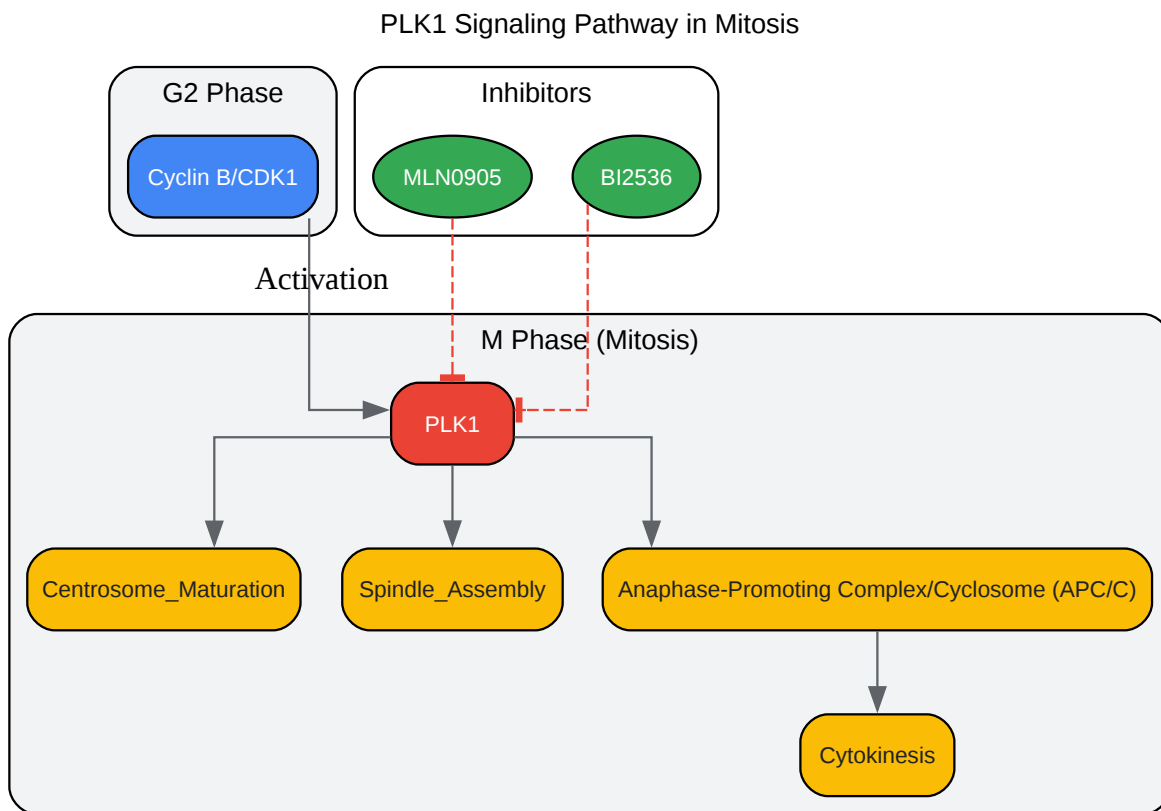 PLK1 Signaling Pathway in Mitosis
G2 Phase
Inhibitors
Cyclin B/CDK1
MLN0905
BI2536
Activation
M Phase (Mitosis)
PLK1
Centrosome_Maturation
Spindle_Assembly
Anaphase-Promoting Complex/Cyclosome (APC/C)
Cytokinesis